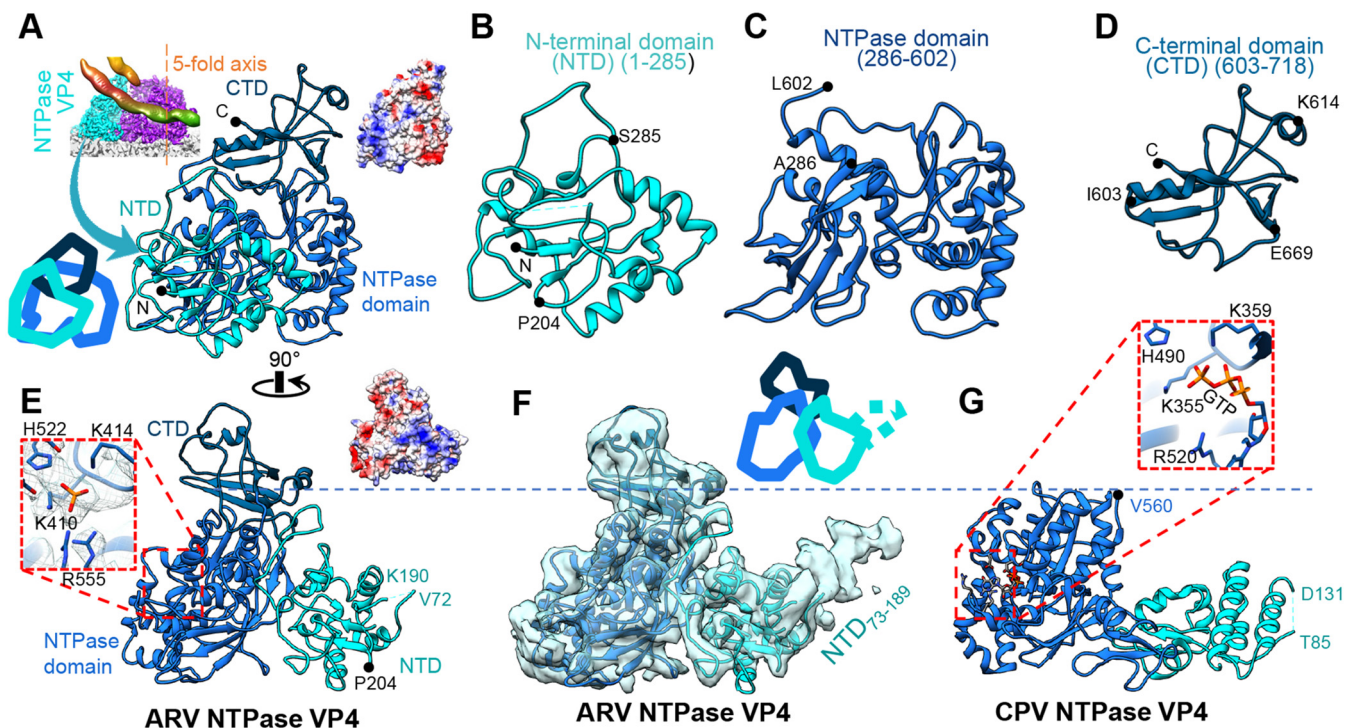 A
NTPase
VP4
5-fold axis
CTD
C
NTD
N
NTPase
domain
90°
B
N-terminal domain
(NTD) (1-285)
S285
N
P204
C
NTPase domain
(286-602)
L602
A286
D
C-terminal domain
(CTD) (603-718)
K614
C
I603
E669
E
H522
K414
K410
R555
CTD
NTPase
domain
K190
V72
NTD
P204
ARV NTPase VP4
F
NTD73-189
ARV NTPase VP4
G
K359
H490
GTP
K355
R520
V560
D131
T85
CPV NTPase VP4